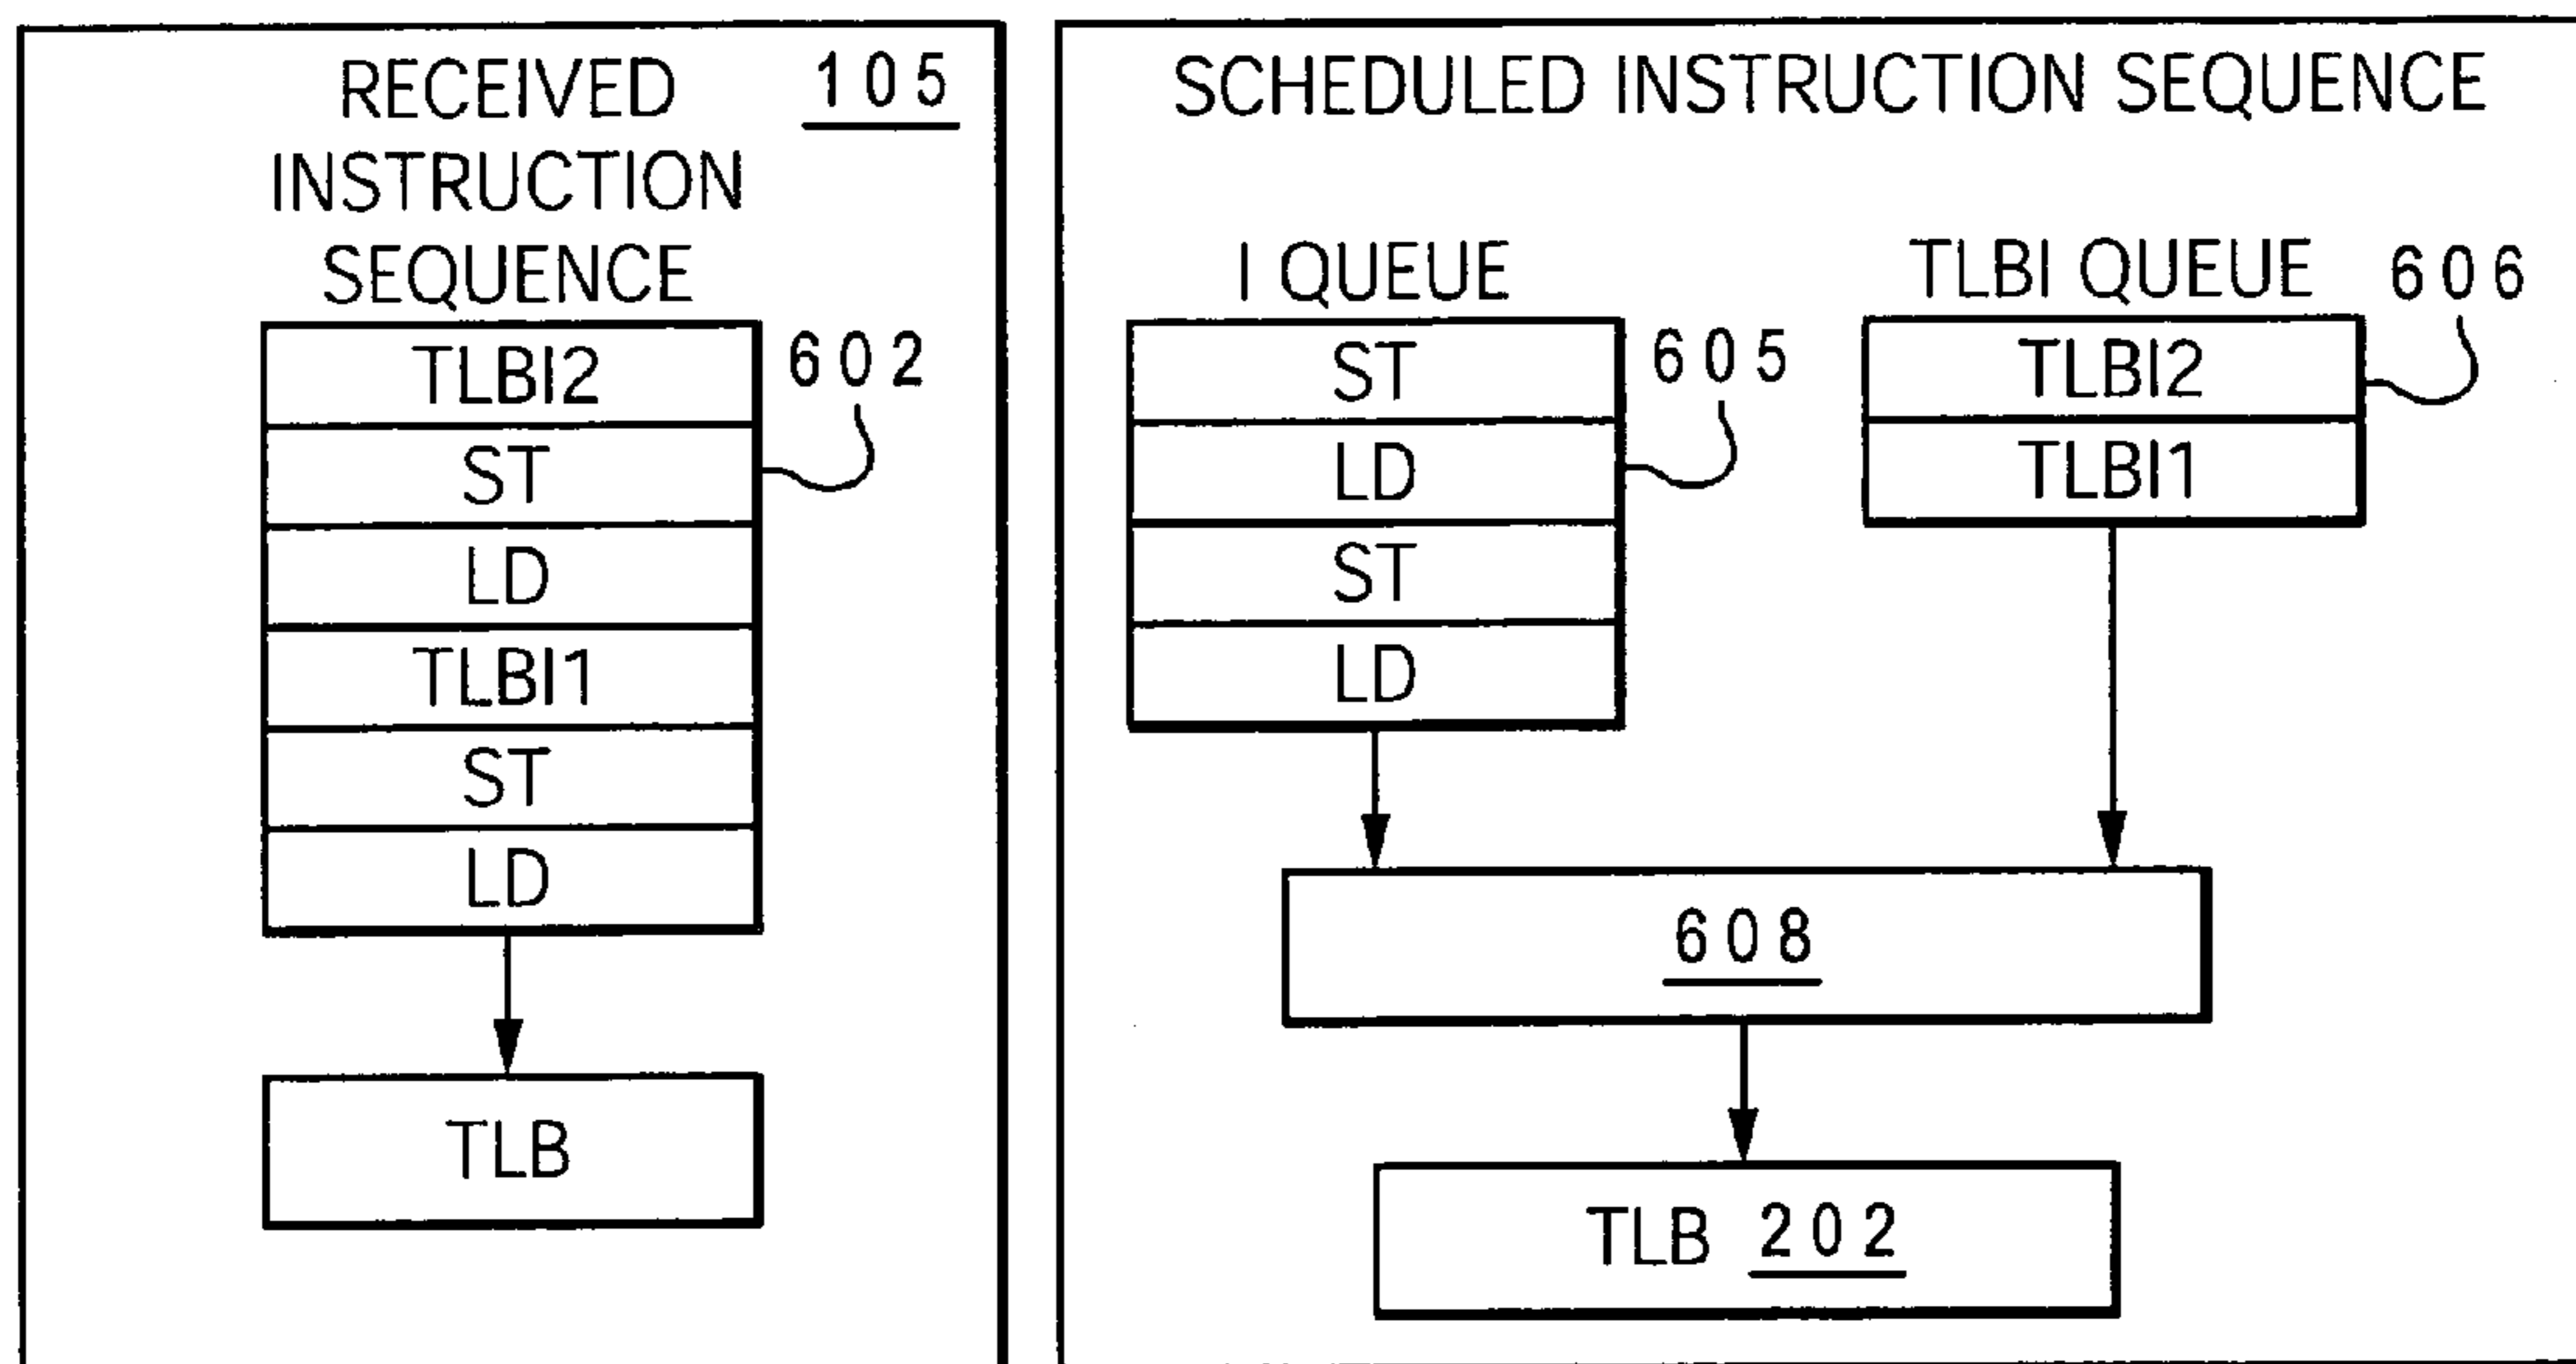 RECEIVED 105
INSTRUCTION
SEQUENCE
TLBI2
602
ST
LD
TLBI1
ST
LD
TLB
SCHEDULED INSTRUCTION SEQUENCE
I QUEUE
ST
605
LD
ST
LD
TLBI QUEUE 606
TLBI2
TLBI1
608
TLB 202